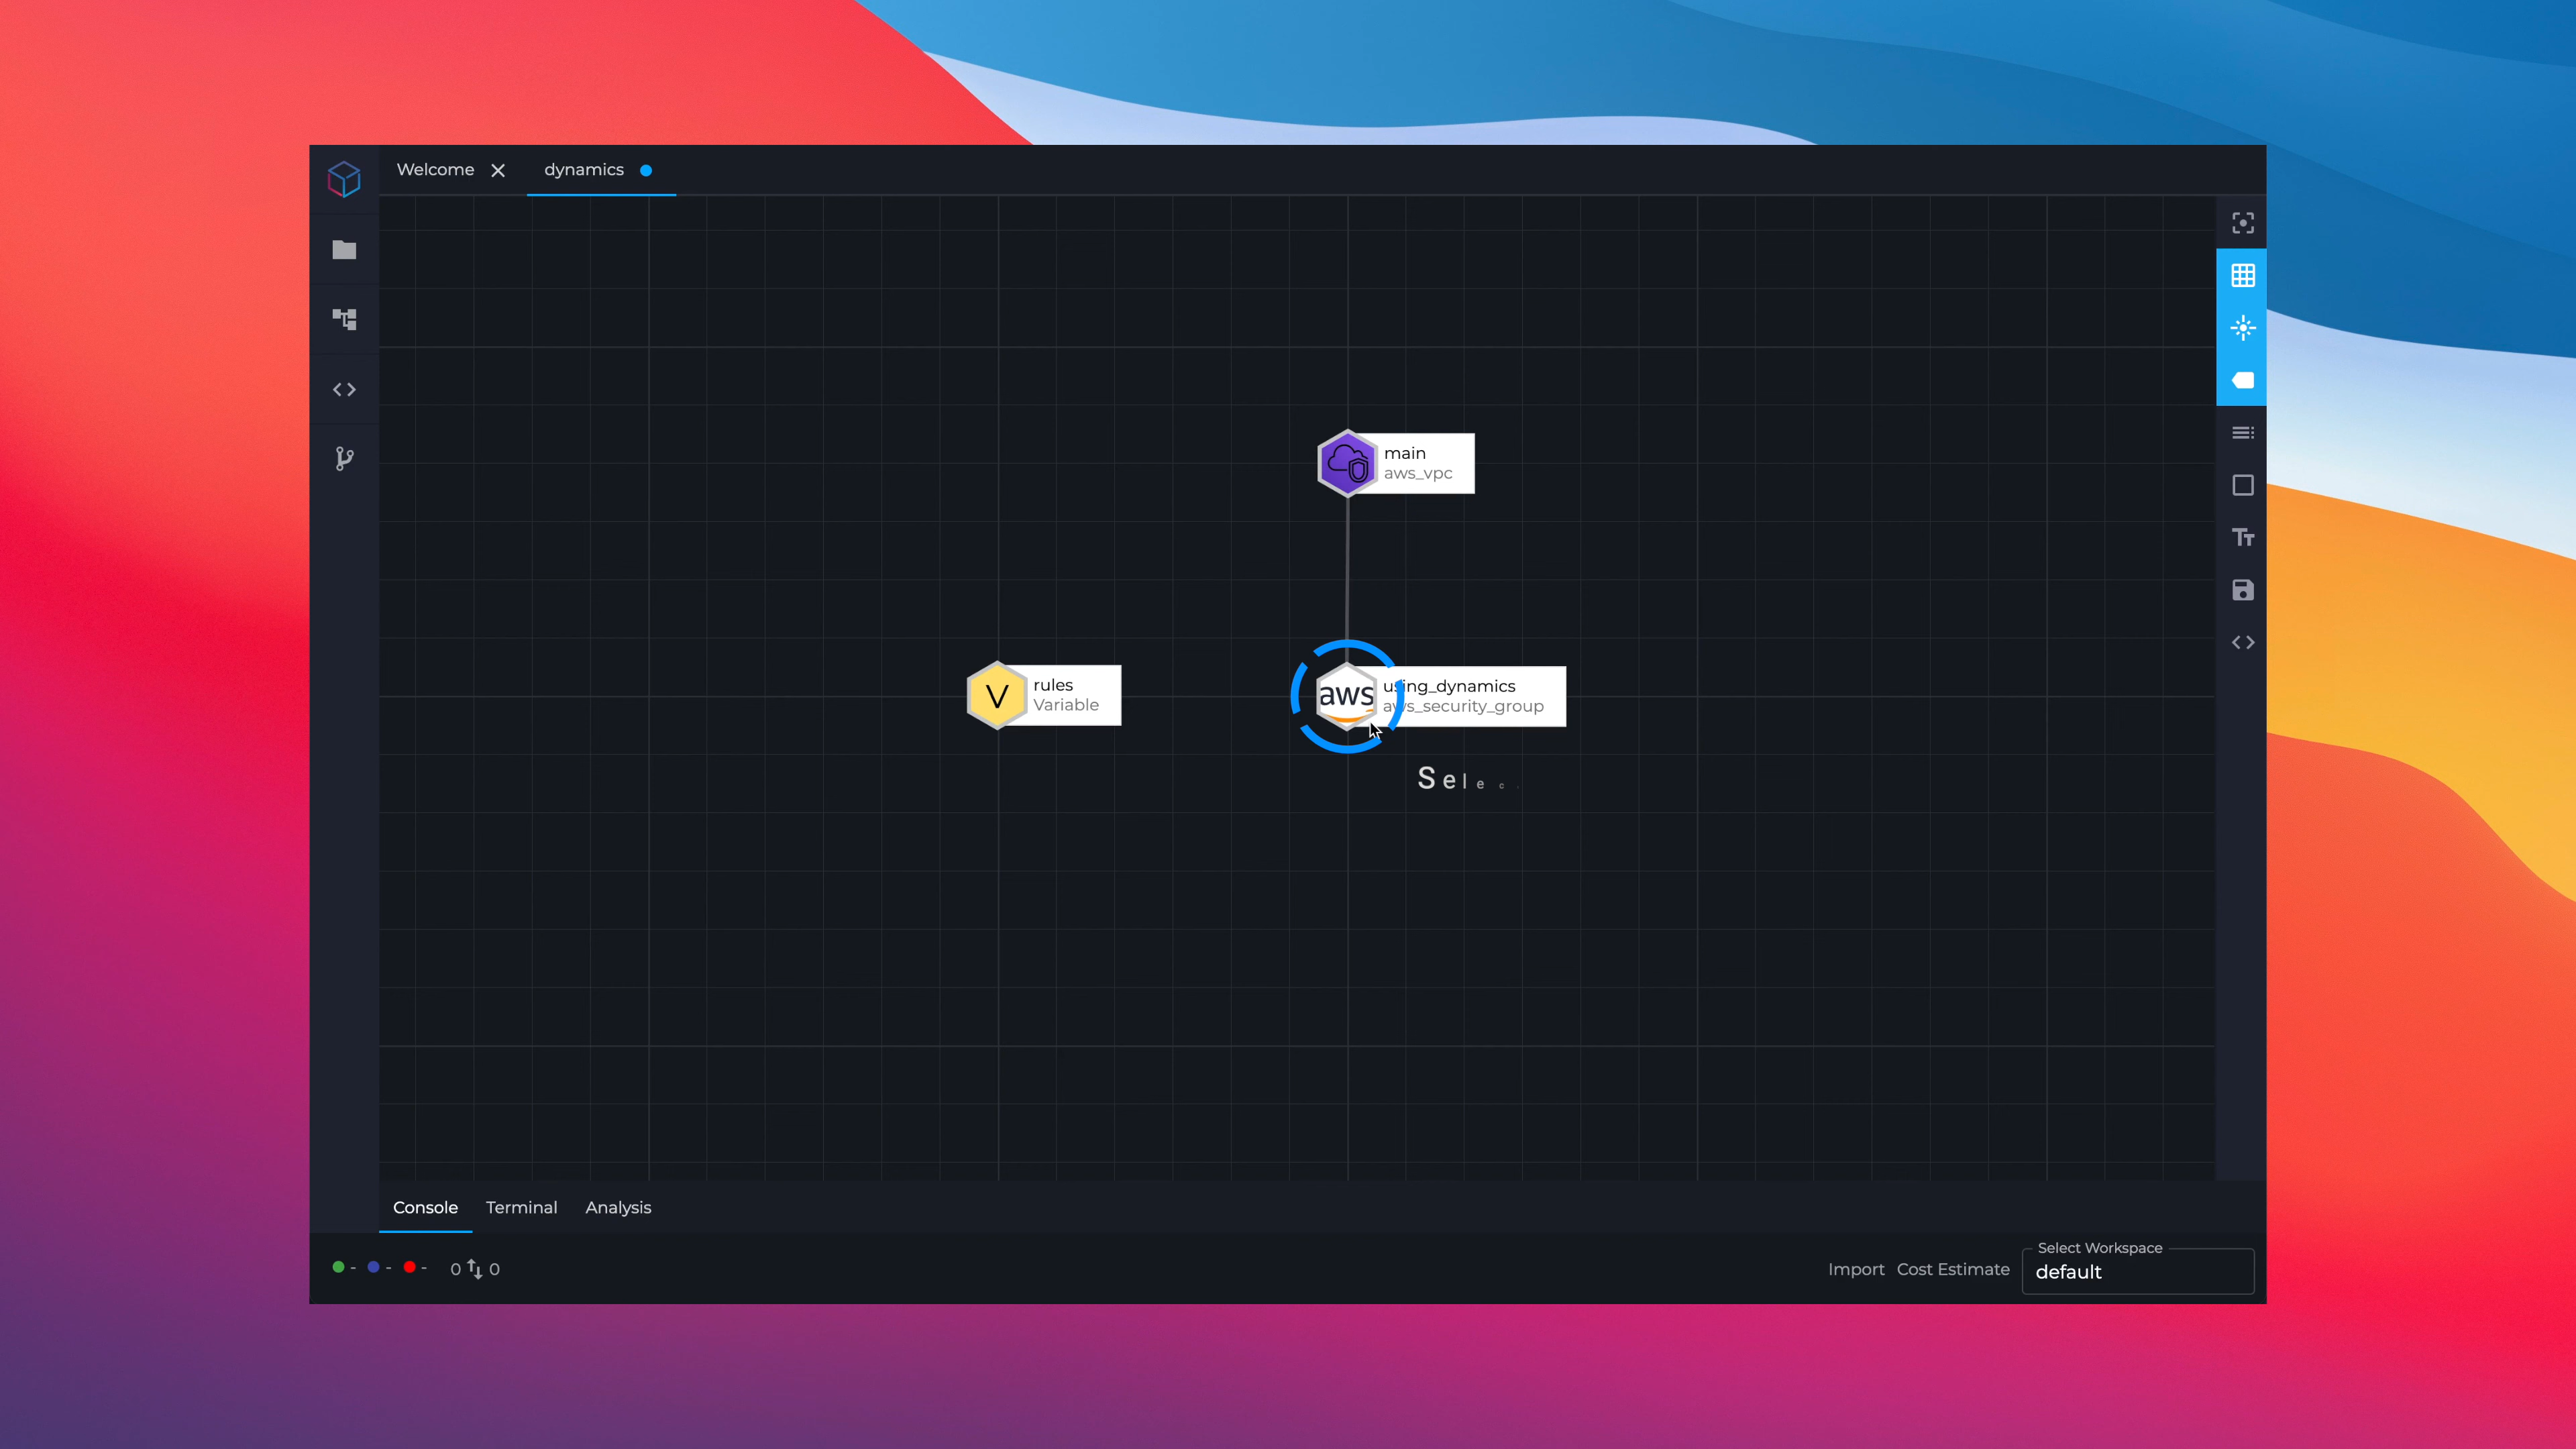 Welcome
dynamics
main
aws_vpc
V
rules
Variable
aws
using_dynamics
aws_security_group
Selec
Console
Terminal
Analysis
- - -
0 0
Import
Cost Estimate
Select Workspace
default